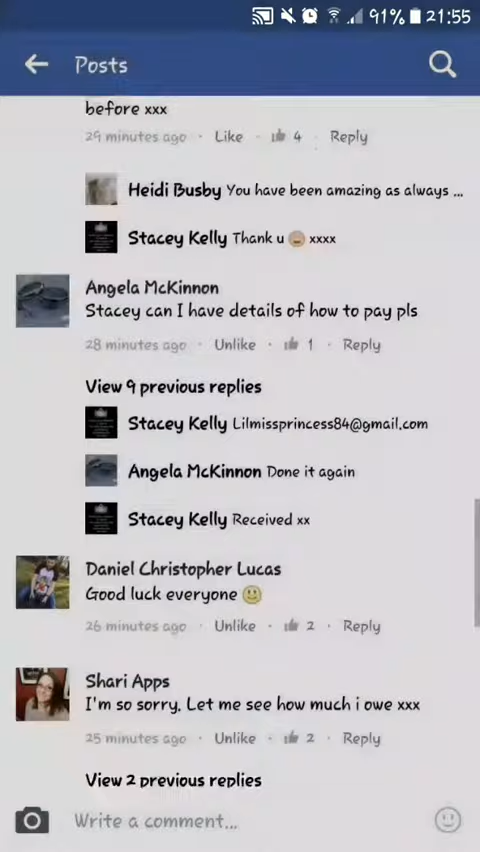 91% 21:55
Posts
before xxx
29 minutes ago · Like · 4 · Reply
Heidi Busby You have been amazing as always ...
Stacey Kelly Thank u xxxx
Angela McKinnon
Stacey can I have details of how to pay pls
28 minutes ago · Unlike · 1 · Reply
View 9 previous replies
Stacey Kelly Lilmissprincess84@gmail.com
Angela McKinnon Done it again
Stacey Kelly Received xx
Daniel Christopher Lucas
Good luck everyone
26 minutes ago · Unlike · 2 · Reply
Shari Apps
I'm so sorry. Let me see how much i owe xxx
25 minutes ago · Unlike · 2 · Reply
View 2 previous replies
Write a comment...